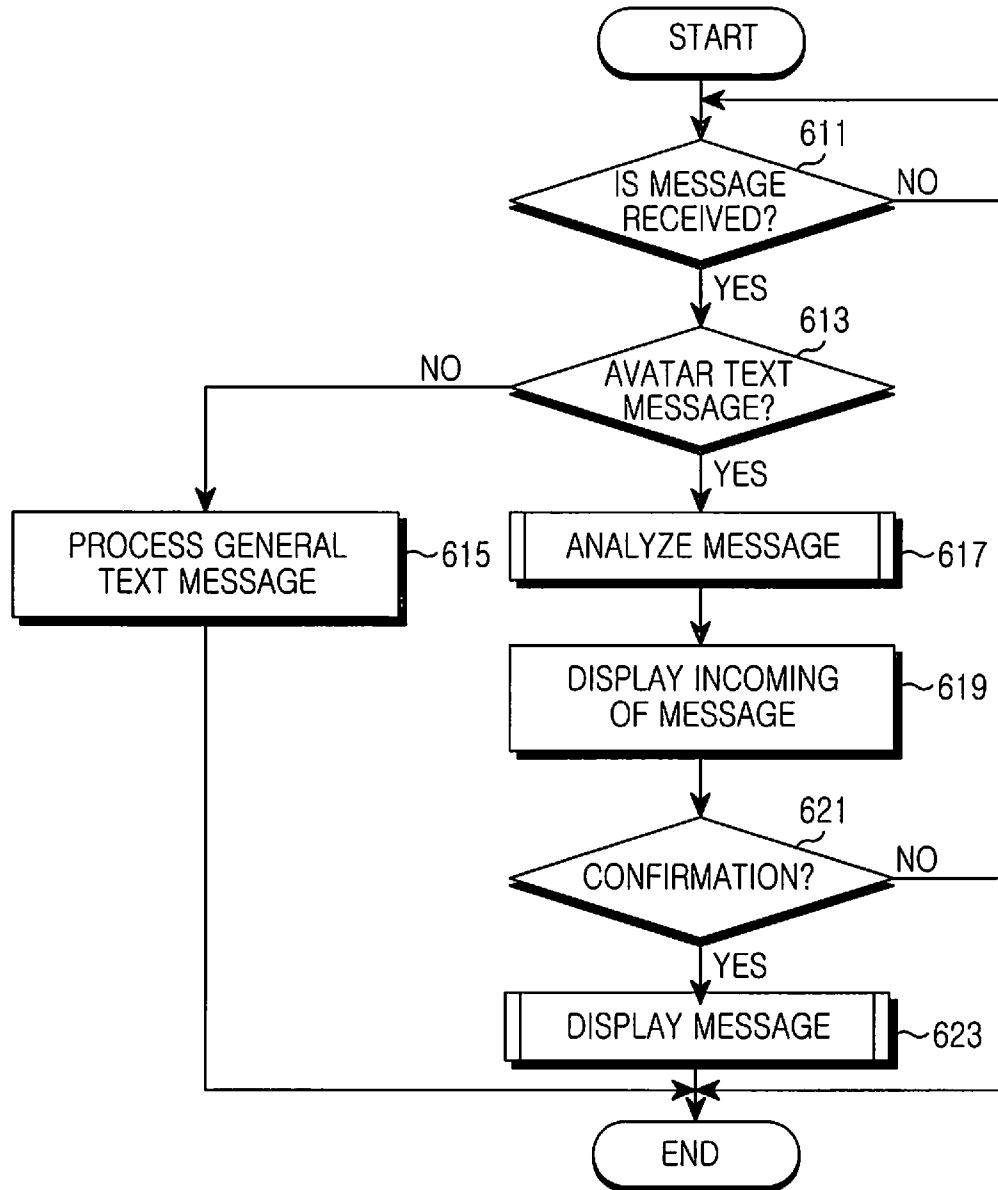 START
611
IS MESSAGE
RECEIVED?
NO
YES
613
AVATAR TEXT
MESSAGE?
NO
YES
PROCESS GENERAL
TEXT MESSAGE
615
ANALYZE MESSAGE
617
DISPLAY INCOMING
OF MESSAGE
619
621
CONFIRMATION?
NO
YES
DISPLAY MESSAGE
623
END